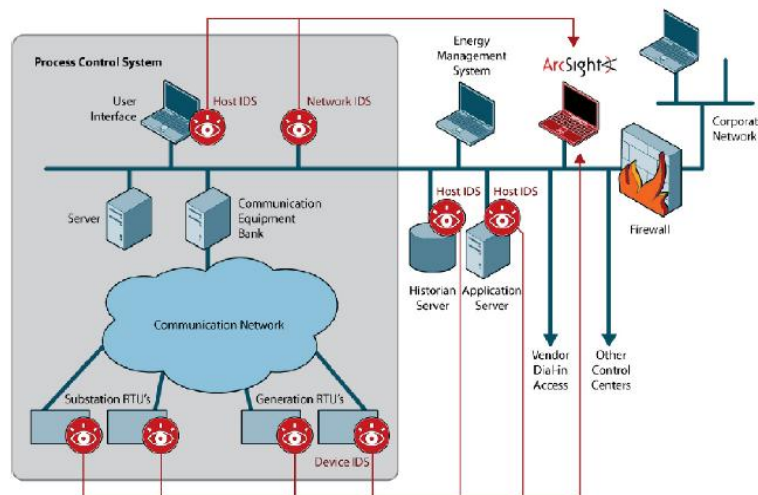 Process Control System
User
Interface
Host IDS
Network IDS
Energy
Management
System
ArcSight
Corporat
Network
Server
Communication
Equipment
Bank
Host IDS
Host IDS
Firewall
Historian
Server
Application
Server
Communication Network
Vendor
Dial-in
Access
Other
Control
Centers
Substation RTU's
Generation RTU's
Device IDS